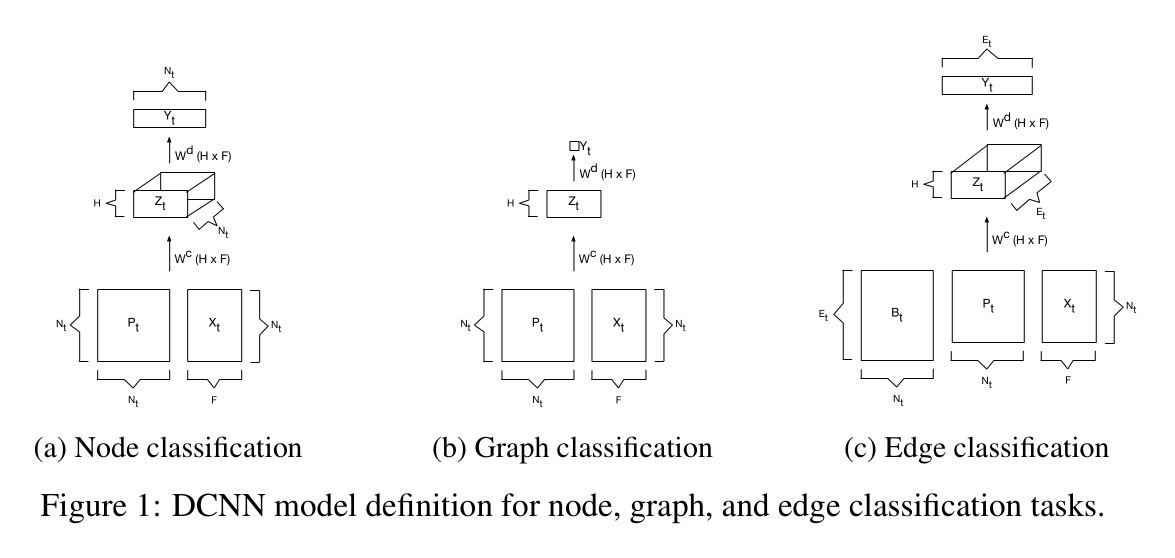 N_t
Y_t
W^d (H x F)
H
Z_t
N_t
W^c (H x F)
N_t
P_t
X_t
N_t
N_t
F
(a) Node classification
Y_t
W^d (H x F)
H
Z_t
W^c (H x F)
N_t
P_t
X_t
N_t
N_t
F
(b) Graph classification
E_t
Y_t
W^d (H x F)
H
Z_t
E_t
W^c (H x F)
E_t
B_t
P_t
X_t
N_t
N_t
N_t
F
(c) Edge classification
Figure 1: DCNN model definition for node, graph, and edge classification tasks.